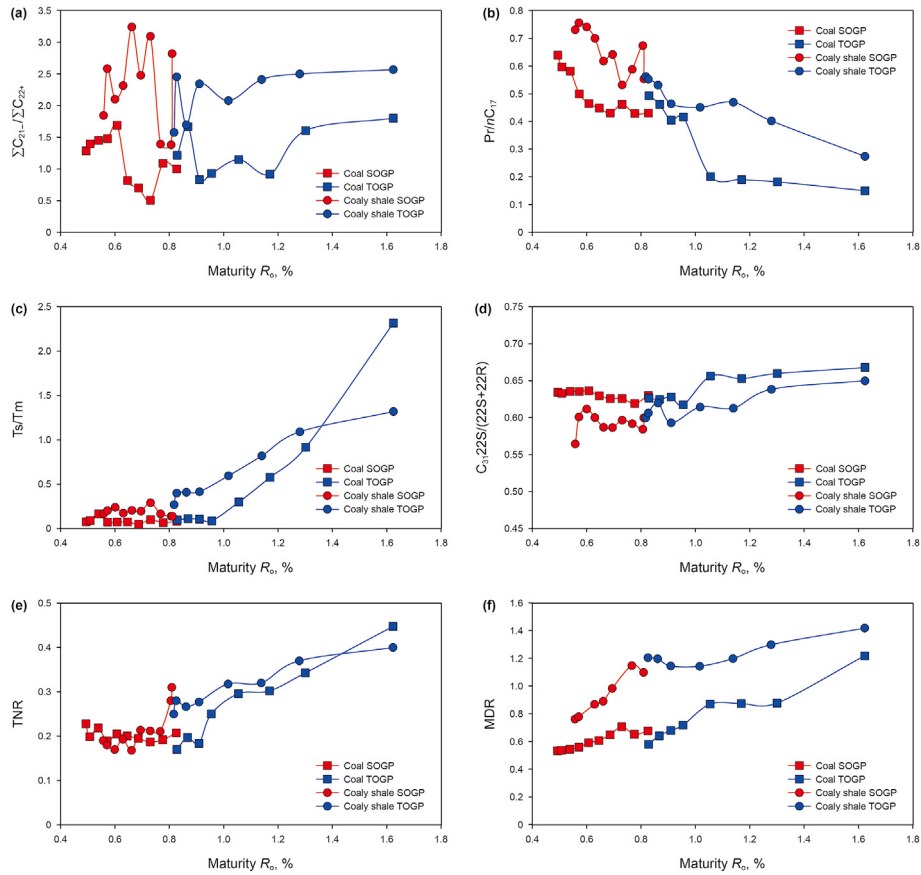 (a)
3.5
3.0
2.5
2.0
1.5
1.0
0.5
0
∑C₂₁₋/∑C₂₂₊
Coal SOGP
Coal TOGP
Coaly shale SOGP
Coaly shale TOGP
0.4 0.6 0.8 1.0 1.2 1.4 1.6 1.8
Maturity Rₒ, %
(b)
0.8
0.7
0.6
0.5
0.4
0.3
0.2
0.1
0
Pr/nC₁₇
Coal SOGP
Coal TOGP
Coaly shale SOGP
Coaly shale TOGP
0.4 0.6 0.8 1.0 1.2 1.4 1.6 1.8
Maturity Rₒ, %
(c)
2.5
2.0
1.5
1.0
0.5
0
Ts/Tm
Coal SOGP
Coal TOGP
Coaly shale SOGP
Coaly shale TOGP
0.4 0.6 0.8 1.0 1.2 1.4 1.6 1.8
Maturity Rₒ, %
(d)
0.75
0.70
0.65
0.60
0.55
0.50
0.45
C₃₁22S/(22S+22R)
Coal SOGP
Coal TOGP
Coaly shale SOGP
Coaly shale TOGP
0.4 0.6 0.8 1.0 1.2 1.4 1.6 1.8
Maturity Rₒ, %
(e)
0.5
0.4
0.3
0.2
0.1
0
TNR
Coal SOGP
Coal TOGP
Coaly shale SOGP
Coaly shale TOGP
0.4 0.6 0.8 1.0 1.2 1.4 1.6 1.8
Maturity Rₒ, %
(f)
1.6
1.4
1.2
1.0
0.8
0.6
0.4
0.2
0
MDR
Coal SOGP
Coal TOGP
Coaly shale SOGP
Coaly shale TOGP
0.4 0.6 0.8 1.0 1.2 1.4 1.6 1.8
Maturity Rₒ, %